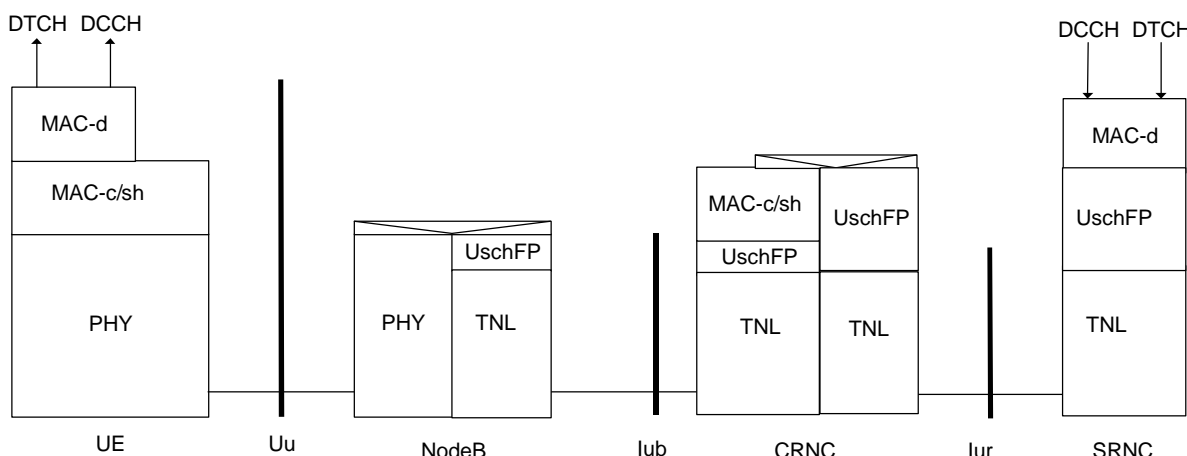 DTCH DCCH
DCCH DTCH
MAC-d
MAC-d
MAC-c/sh
MAC-c/sh
UschFP
UschFP
UschFP
UschFP
PHY
PHY
TNL
TNL
TNL
TNL
UE
Uu
NodeB
Iub
CRNC
Iur
SRNC